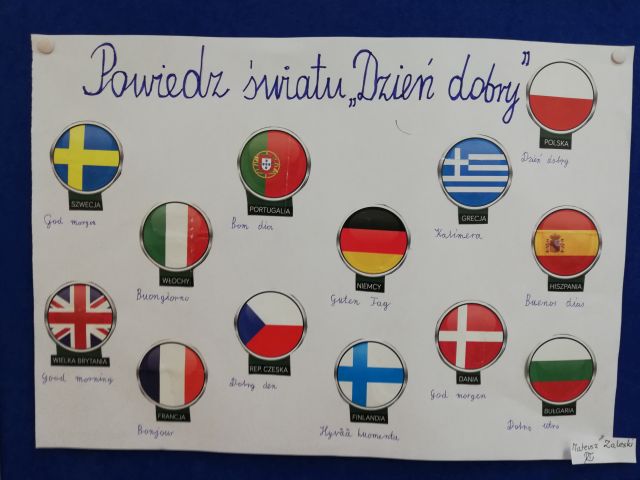 Powiedz światu „Dzień dobry”
POLSKA
Dzień dobry
SZWECJA
God morgon
PORTUGALIA
Bom dia
GRECJA
Kalimera
WŁOCHY
Buongiorno
NIEMCY
Guten Tag
HISZPANIA
Buenos días
WIELKA BRYTANIA
Good morning
REP. CZESKA
Dobrý den
DANIA
God morgen
FRANCJA
Bonjour
FINLANDIA
Hyvää huomenta
BUŁGARIA
Dobro utro
Mateusz Zaleski